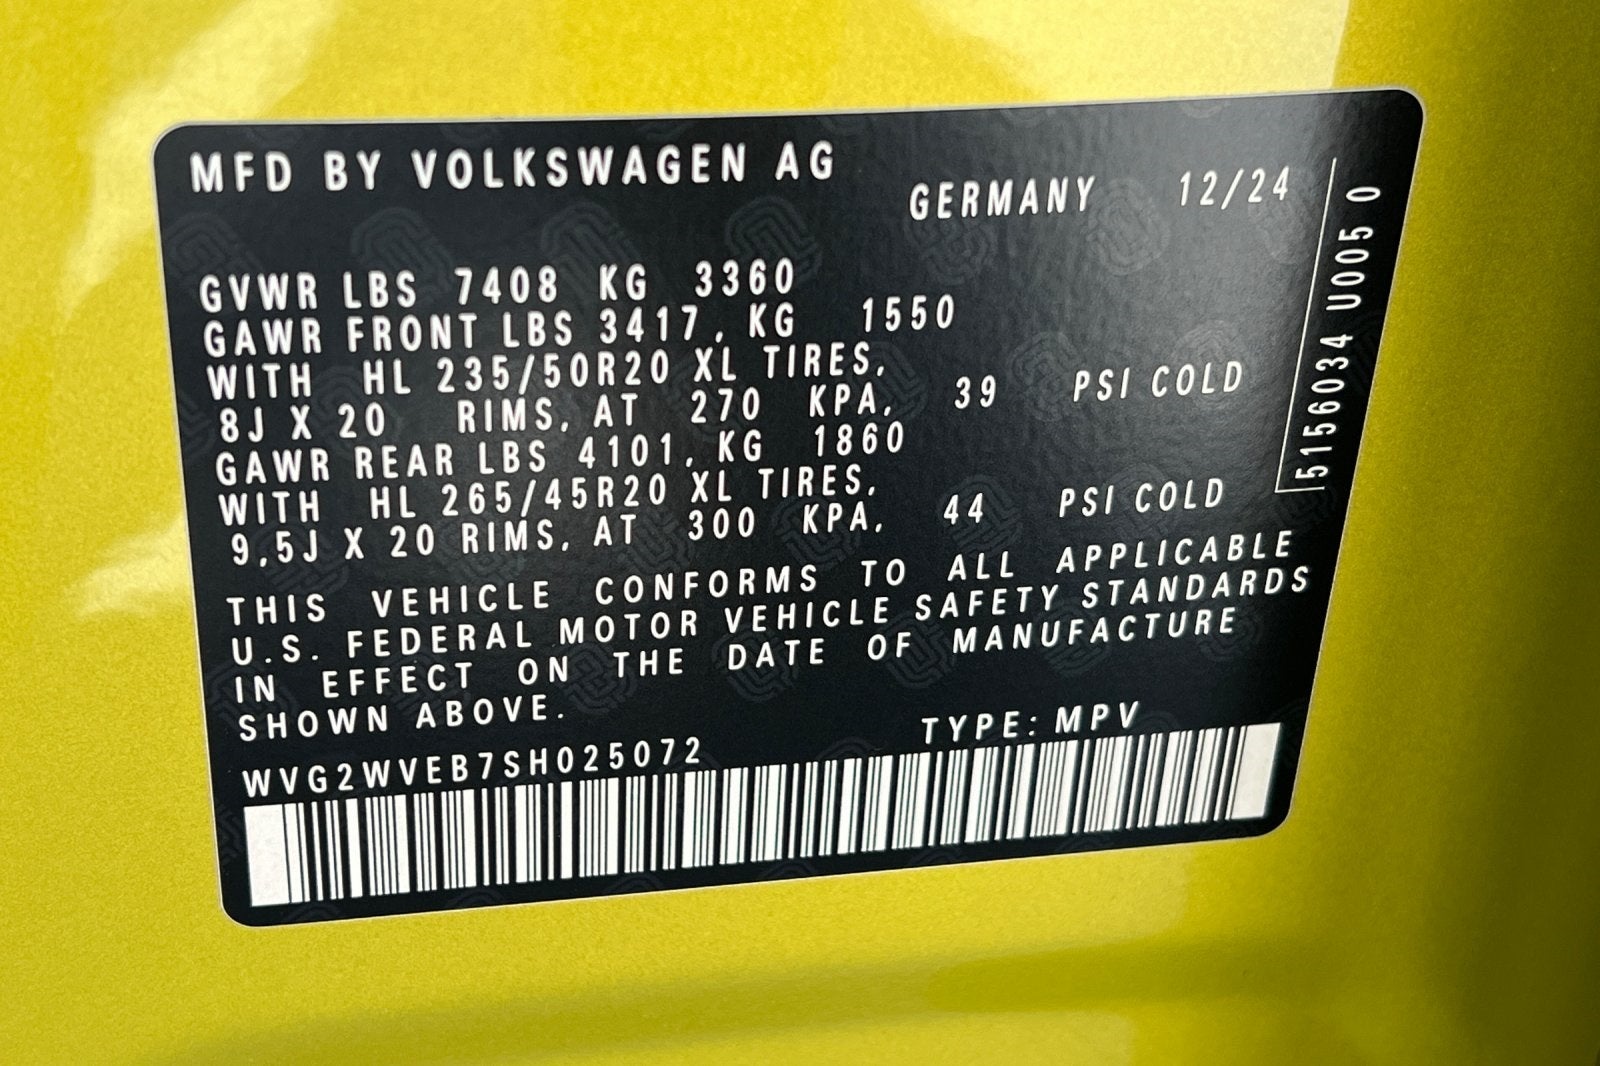 MFD BY VOLKSWAGEN AG
GERMANY 12/24
GVWR LBS 7408 KG 3360
GAWR FRONT LBS 3417, KG 1550
WITH HL 235/50R20 XL TIRES,
8J X 20 RIMS, AT 270 KPA, 39 PSI COLD
GAWR REAR LBS 4101, KG 1860
WITH HL 265/45R20 XL TIRES,
9,5J X 20 RIMS, AT 300 KPA, 44 PSI COLD
THIS VEHICLE CONFORMS TO ALL APPLICABLE
U.S. FEDERAL MOTOR VEHICLE SAFETY STANDARDS
IN EFFECT ON THE DATE OF MANUFACTURE
SHOWN ABOVE.
WVG2WVEB7SH025072
TYPE: MPV
5156034 U005 0